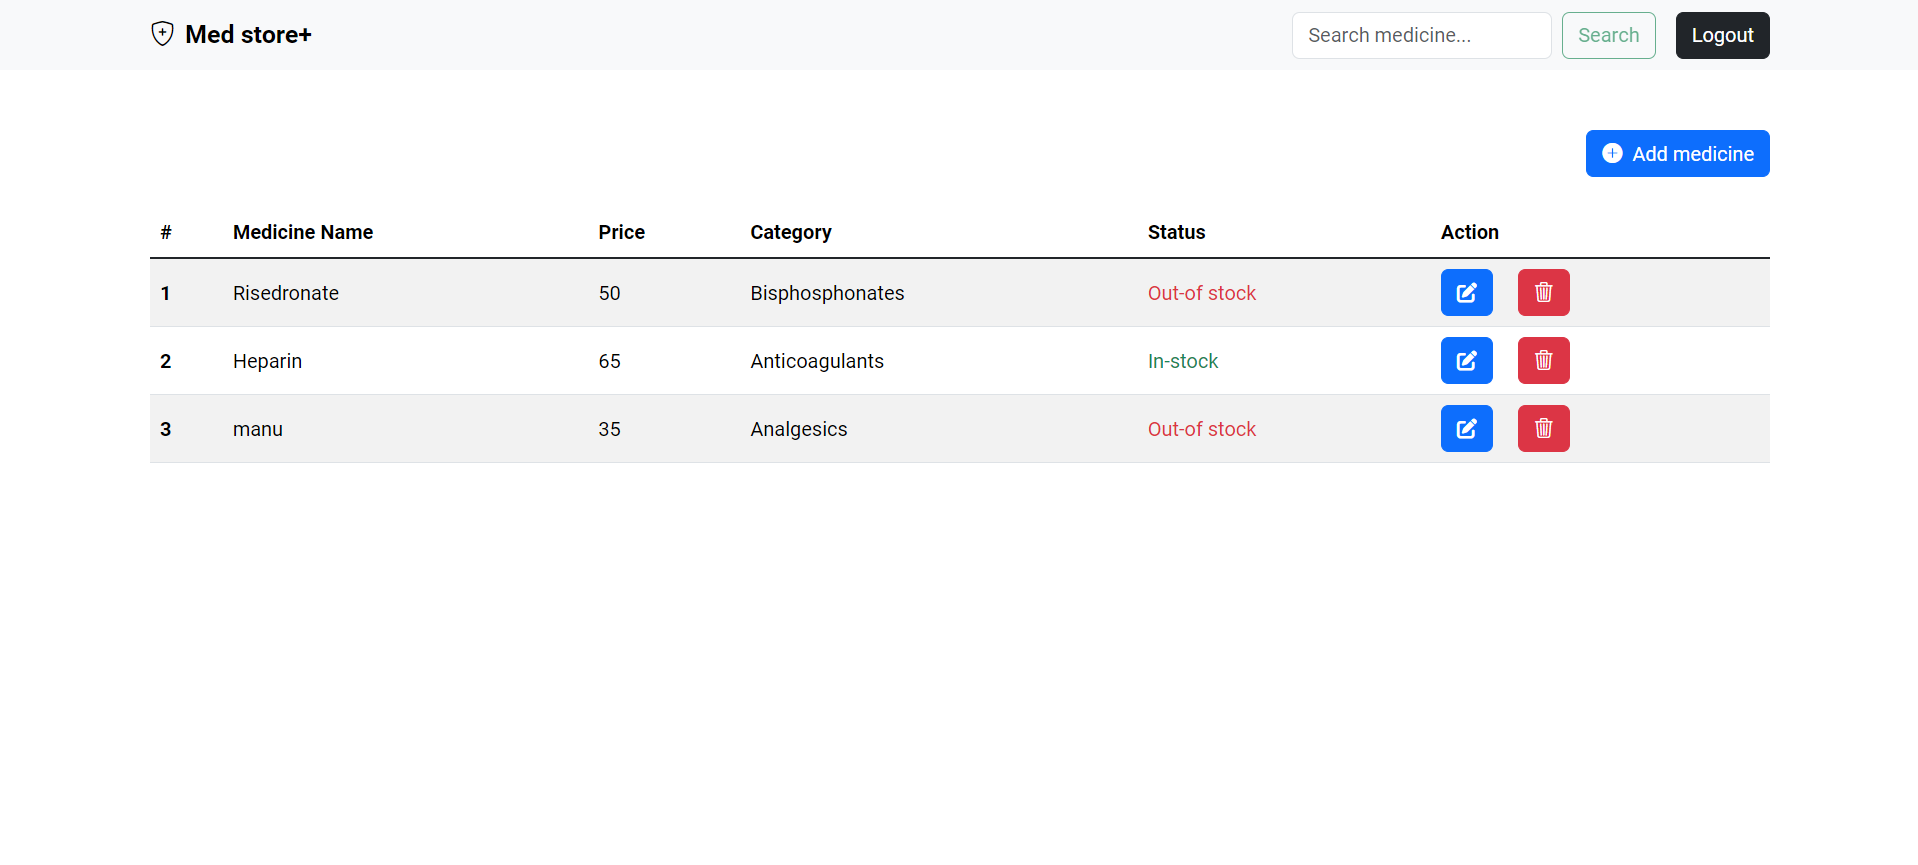 Med store+ Search medicine... Search Logout
Add medicine
# Medicine Name Price Category Status Action
1 Risedronate 50 Bisphosphonates Out-of stock
2 Heparin 65 Anticoagulants In-stock
3 manu 35 Analgesics Out-of stock